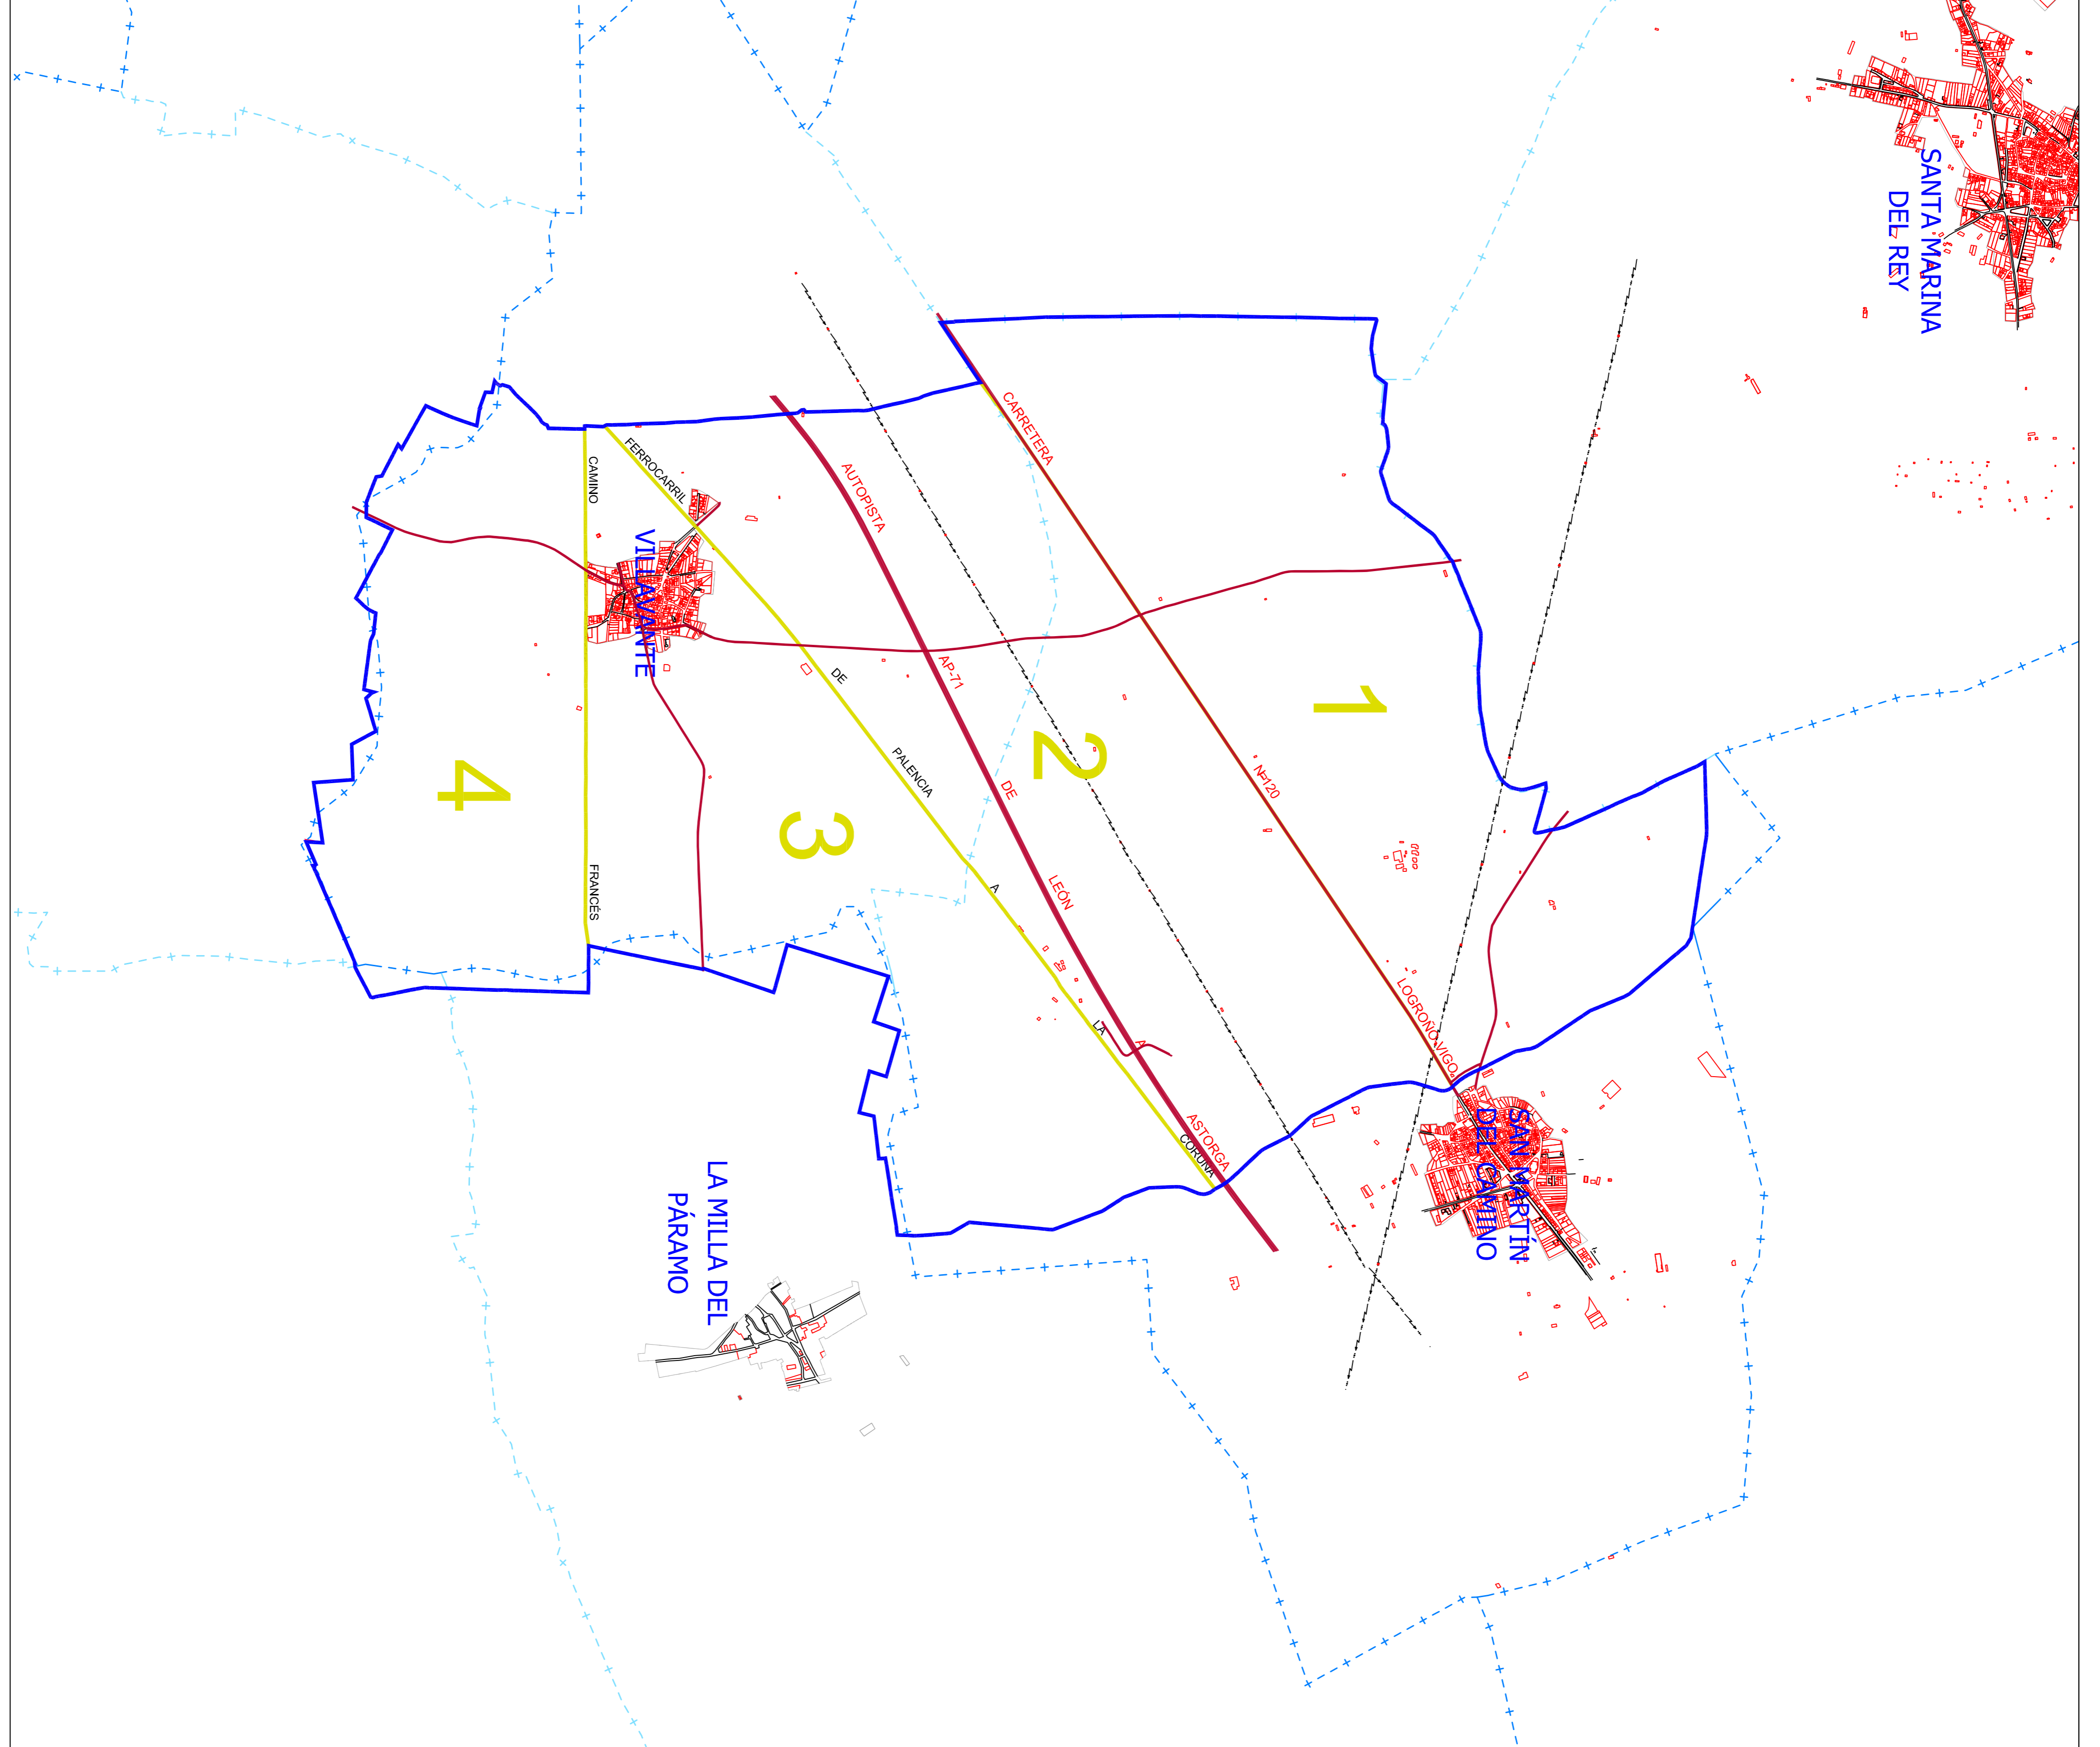 SANTA MARINA
DEL REY
CARRETERA
N-120
LOGROÑO-VIGO
1
2
AUTOPISTA
AP-71
DE
LEÓN
A
ASTORGA
FERROCARRIL
DE
PALENCIA
A
LA
CORUÑA
3
VILLAVANTE
CAMINO
FRANCÉS
4
SAN MARTÍN
DEL CAMINO
LA MILLA DEL
PÁRAMO